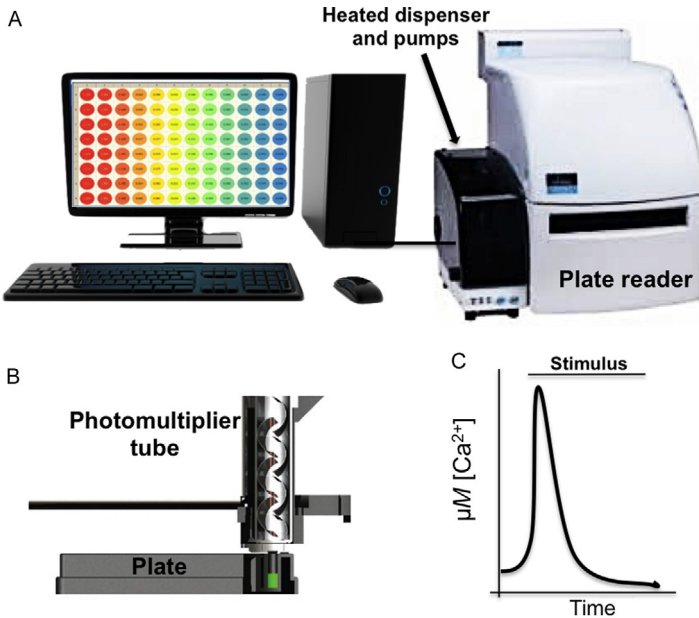 A
Heated dispenser
and pumps
Plate reader
B
Photomultiplier
tube
Plate
C
Stimulus
µM [Ca²⁺]
Time